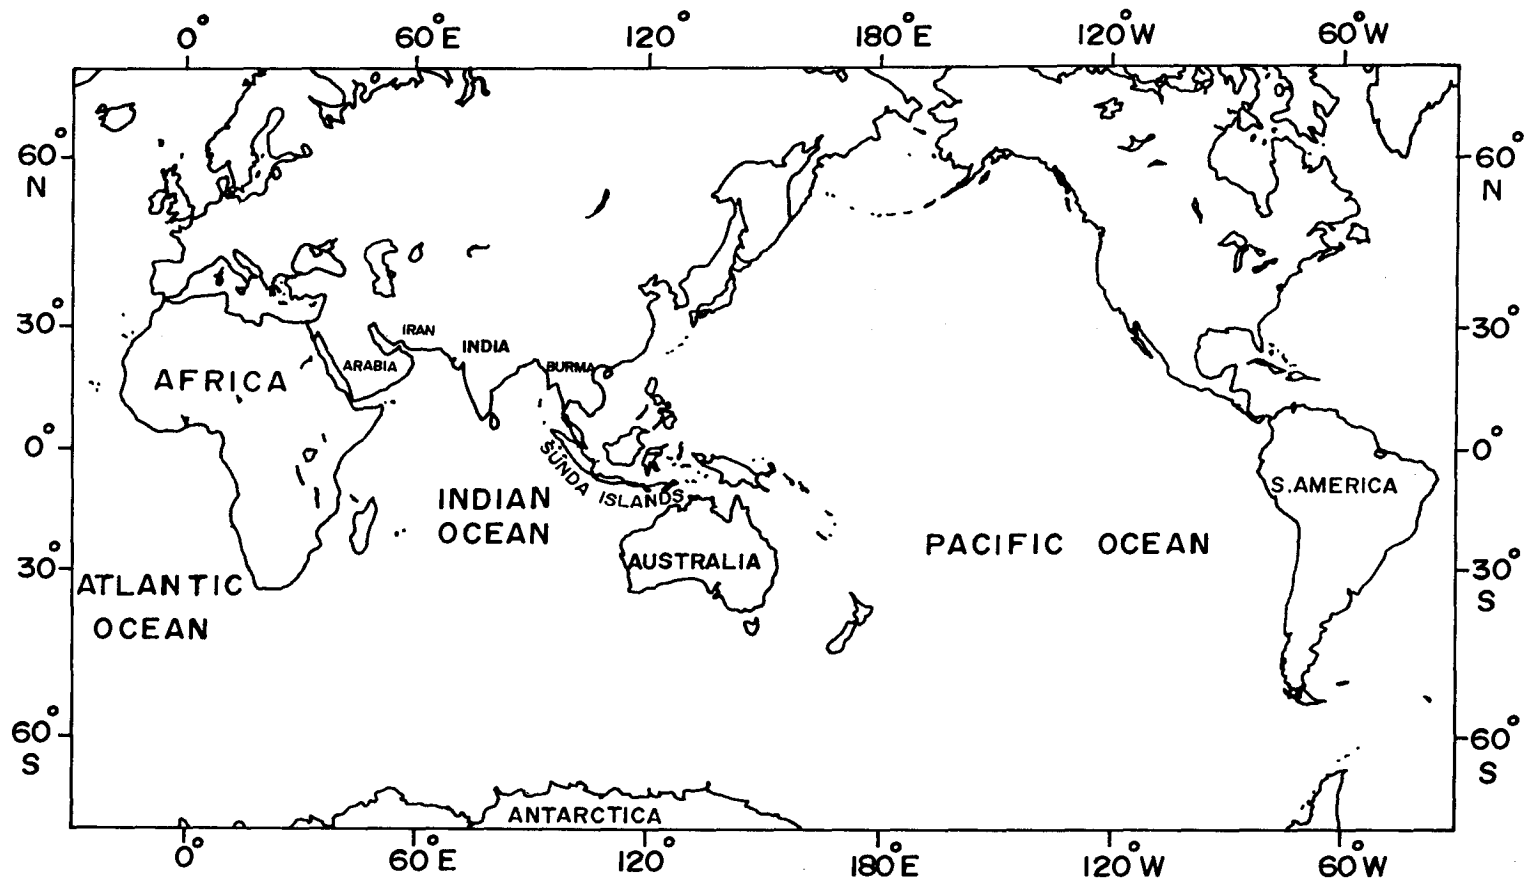 0° 60°E 120° 180°E 120°W 60°W
60° 60°
N N
30° 30°
IRAN
INDIA
ARABIA BURMA
AFRICA
0° 0°
SUNDA ISLANDS
S.AMERICA
INDIAN
OCEAN
PACIFIC OCEAN
AUSTRALIA
30° 30°
S
ATLANTIC
OCEAN
60° 60°
S S
ANTARCTICA
0° 60°E 120° 180°E 120°W 60°W